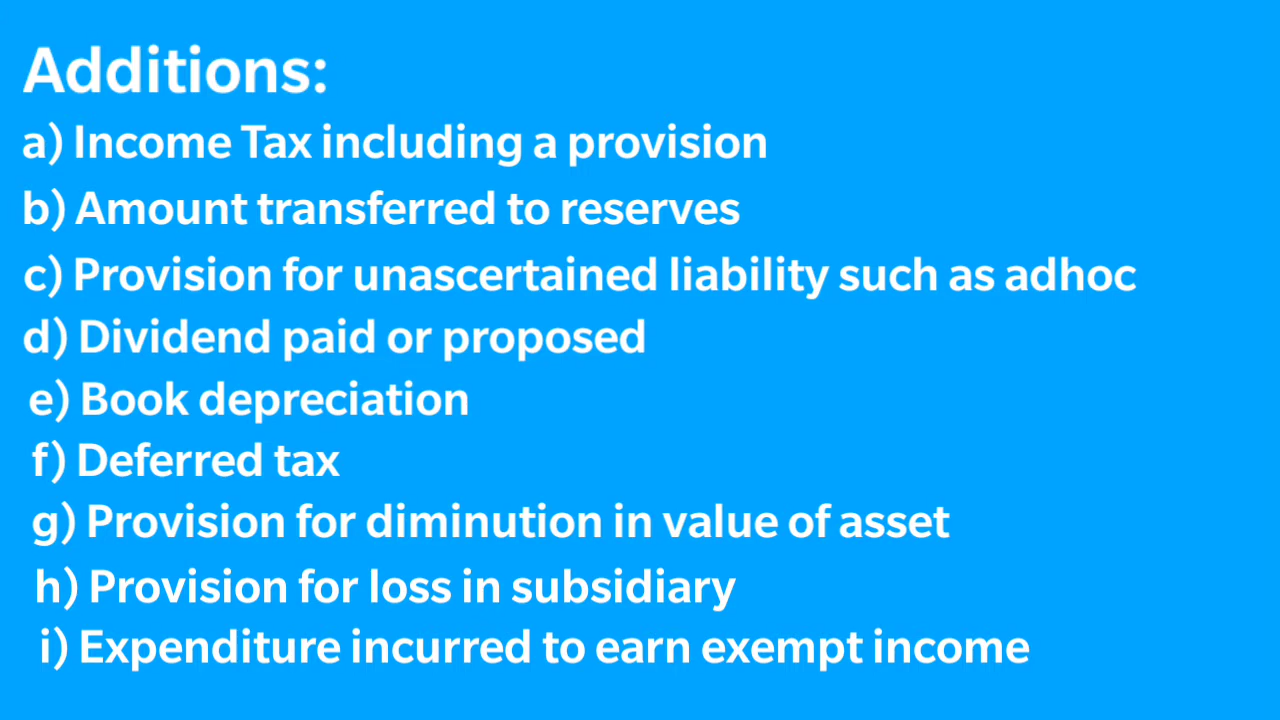 Additions:
a) Income Tax including a provision
b) Amount transferred to reserves
c) Provision for unascertained liability such as adhoc
d) Dividend paid or proposed
e) Book depreciation
f) Deferred tax
g) Provision for diminution in value of asset
h) Provision for loss in subsidiary
i) Expenditure incurred to earn exempt income